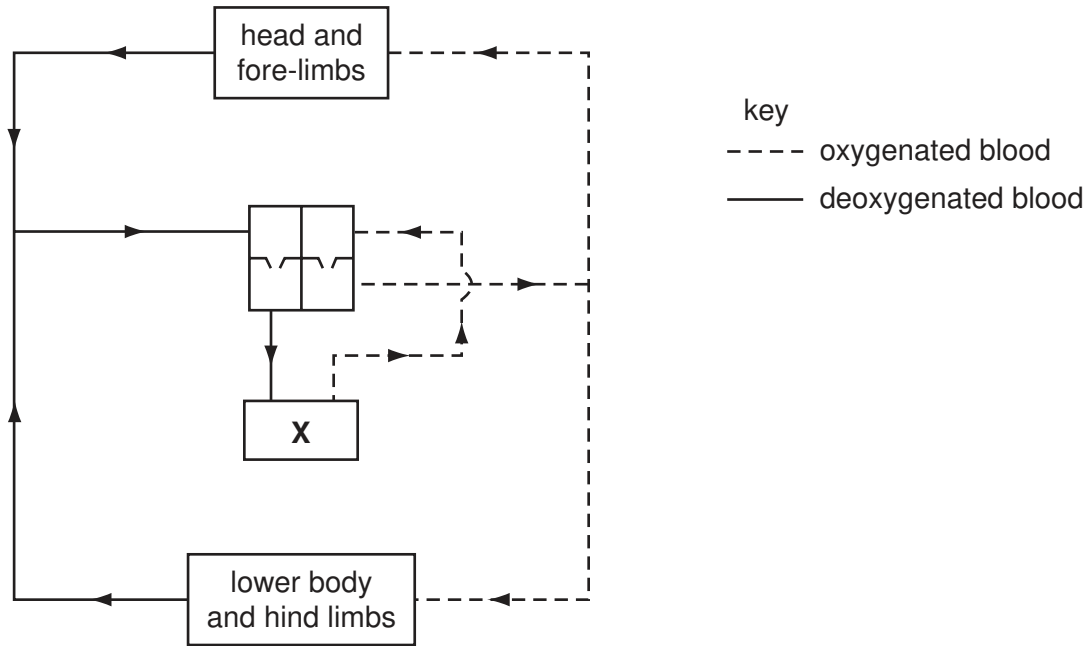 head and
fore-limbs
key
oxygenated blood
deoxygenated blood
X
lower body
and hind limbs